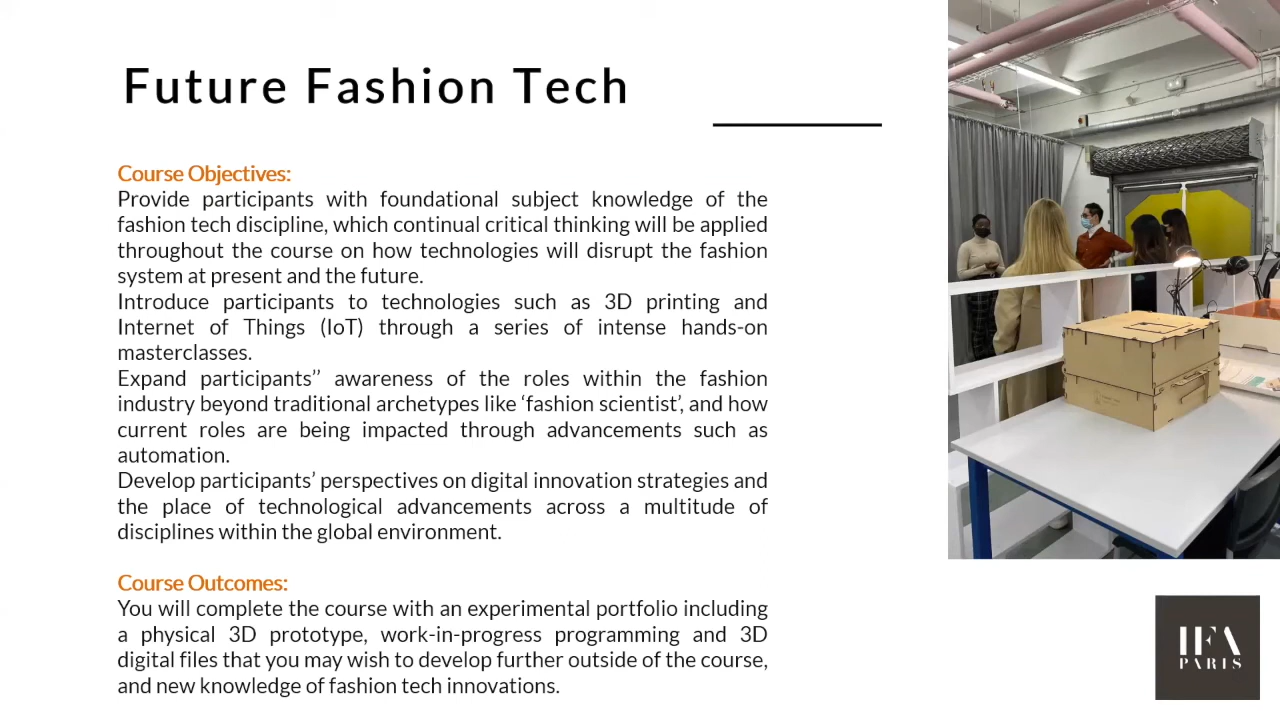 Future Fashion Tech
Course Objectives:
Provide participants with foundational subject knowledge of the
fashion tech discipline, which continual critical thinking will be applied
throughout the course on how technologies will disrupt the fashion
system at present and the future.
Introduce participants to technologies such as 3D printing and
Internet of Things (IoT) through a series of intense hands-on
masterclasses.
Expand participants’’ awareness of the roles within the fashion
industry beyond traditional archetypes like ‘fashion scientist’, and how
current roles are being impacted through advancements such as
automation.
Develop participants’ perspectives on digital innovation strategies and
the place of technological advancements across a multitude of
disciplines within the global environment.
Course Outcomes:
You will complete the course with an experimental portfolio including
a physical 3D prototype, work-in-progress programming and 3D
digital files that you may wish to develop further outside of the course,
and new knowledge of fashion tech innovations.
IFA
PARIS